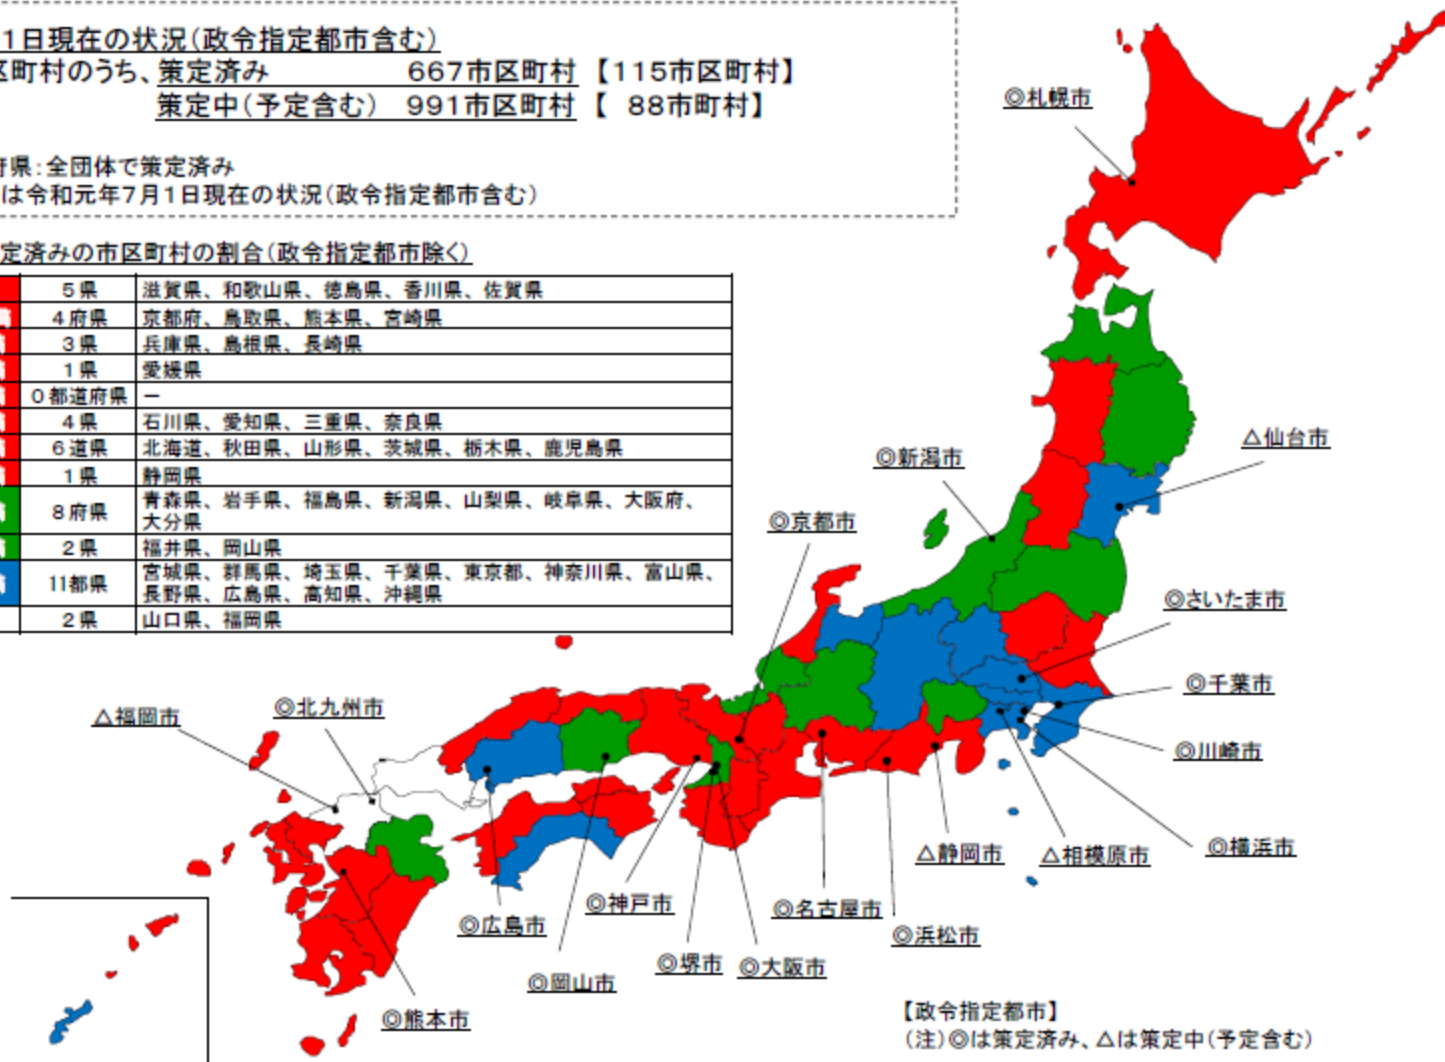 1日現在の状況(政令指定都市含む)
区町村のうち、策定済み 667市区町村【115市区町村】
策定中(予定含む) 991市区町村【 88市町村】
府県:全団体で策定済み
は令和元年7月1日現在の状況(政令指定都市含む)
定済みの市区町村の割合(政令指定都市除く)
5県 滋賀県、和歌山県、徳島県、香川県、佐賀県
4府県 京都府、鳥取県、熊本県、宮崎県
3県 兵庫県、島根県、長崎県
1県 愛媛県
0都道府県 ー
4県 石川県、愛知県、三重県、奈良県
6道県 北海道、秋田県、山形県、茨城県、栃木県、鹿児島県
1県 静岡県
8府県 青森県、岩手県、福島県、新潟県、山梨県、岐阜県、大阪府、
大分県
2県 福井県、岡山県
11都県 宮城県、群馬県、埼玉県、千葉県、東京都、神奈川県、富山県、
長野県、広島県、高知県、沖縄県
2県 山口県、福岡県
◎札幌市
△仙台市
◎新潟市
◎京都市
◎さいたま市
◎千葉市
◎北九州市
△福岡市
◎川崎市
◎横浜市
△静岡市
△相模原市
◎神戸市
◎名古屋市
◎広島市
◎浜松市
◎堺市
◎大阪市
◎岡山市
◎熊本市
【政令指定都市】
(注)◎は策定済み、△は策定中(予定含む)